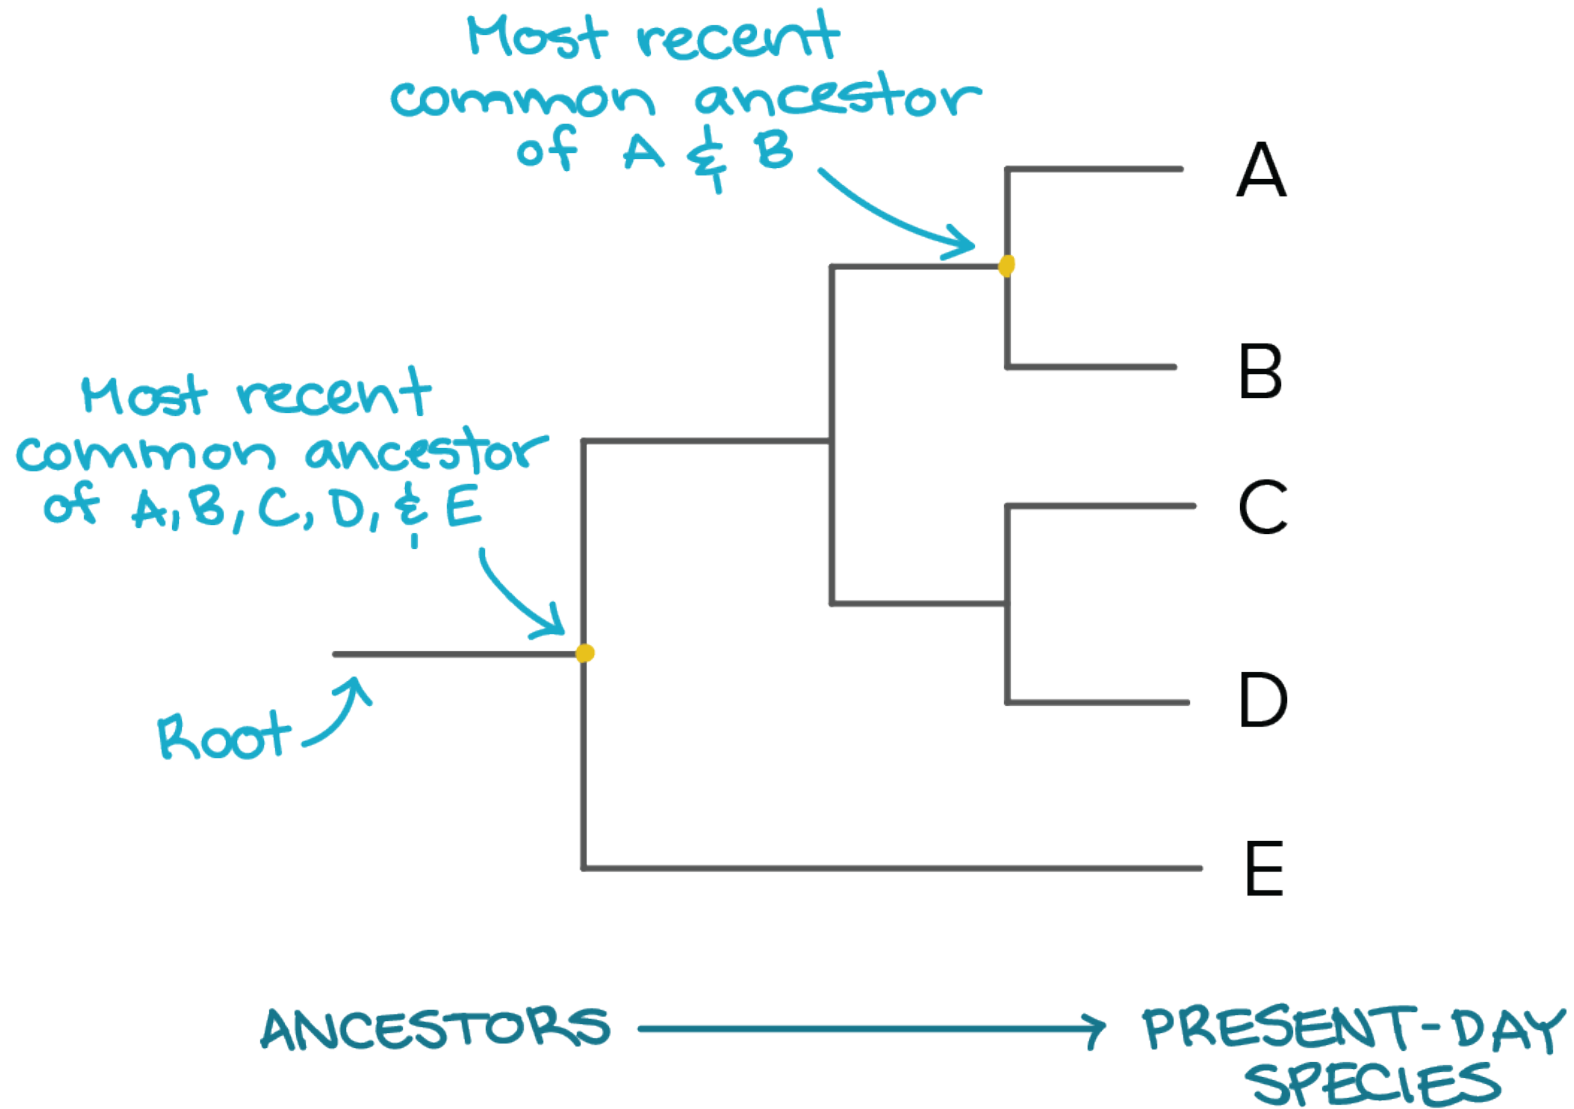 Most recent
common ancestor
of A & B
A
B
Most recent
common ancestor
of A, B, C, D, & E
C
Root
D
E
ANCESTORS
PRESENT-DAY
SPECIES